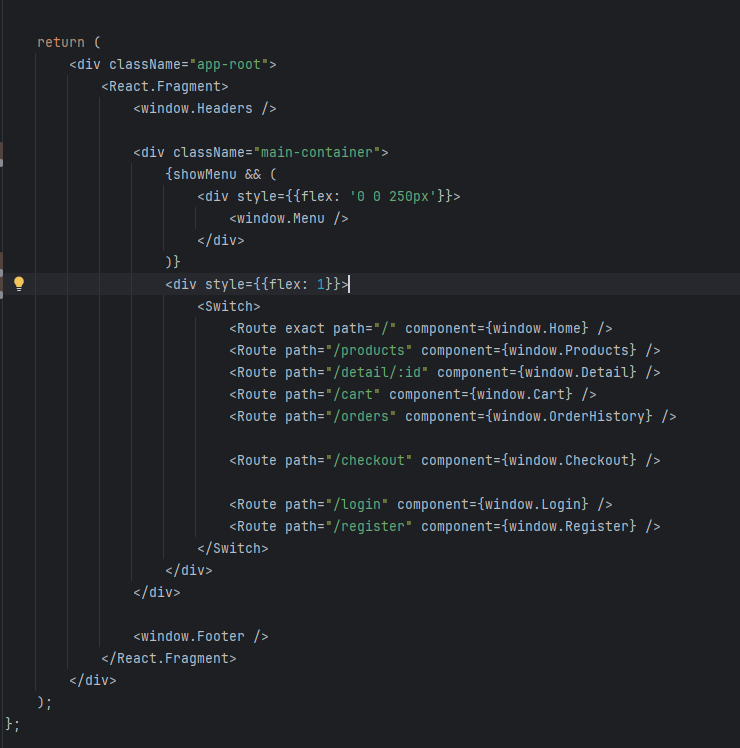 return (
<div className="app-root">
<React.Fragment>
<window.Headers />
<div className="main-container">
{showMenu && (
<div style={{flex: '0 0 250px'}}>
<window.Menu />
</div>
)}
<div style={{flex: 1}}>
<Switch>
<Route exact path="/" component={window.Home} />
<Route path="/products" component={window.Products} />
<Route path="/detail/:id" component={window.Detail} />
<Route path="/cart" component={window.Cart} />
<Route path="/orders" component={window.OrderHistory} />
<Route path="/checkout" component={window.Checkout} />
<Route path="/login" component={window.Login} />
<Route path="/register" component={window.Register} />
</Switch>
</div>
</div>
<window.Footer />
</React.Fragment>
</div>
);
};